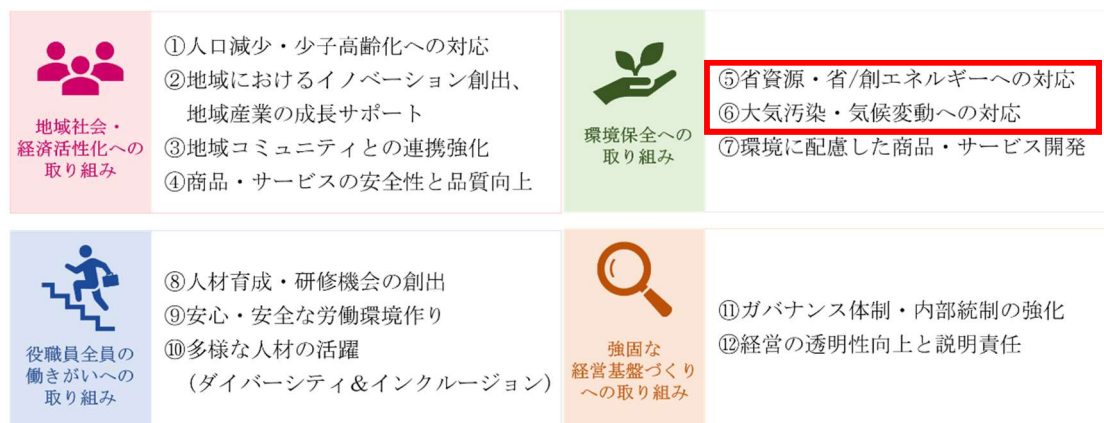 地域社会・
経済活性化への
取り組み
①人口減少・少子高齢化への対応
②地域におけるイノベーション創出、
地域産業の成長サポート
③地域コミュニティとの連携強化
④商品・サービスの安全性と品質向上
環境保全への
取り組み
⑤省資源・省/創エネルギーへの対応
⑥大気汚染・気候変動への対応
⑦環境に配慮した商品・サービス開発
役職員全員の
働きがいへの
取り組み
⑧人材育成・研修機会の創出
⑨安心・安全な労働環境作り
⑩多様な人材の活躍
（ダイバーシティ＆インクルージョン）
強固な
経営基盤づくり
への取り組み
⑪ガバナンス体制・内部統制の強化
⑫経営の透明性向上と説明責任